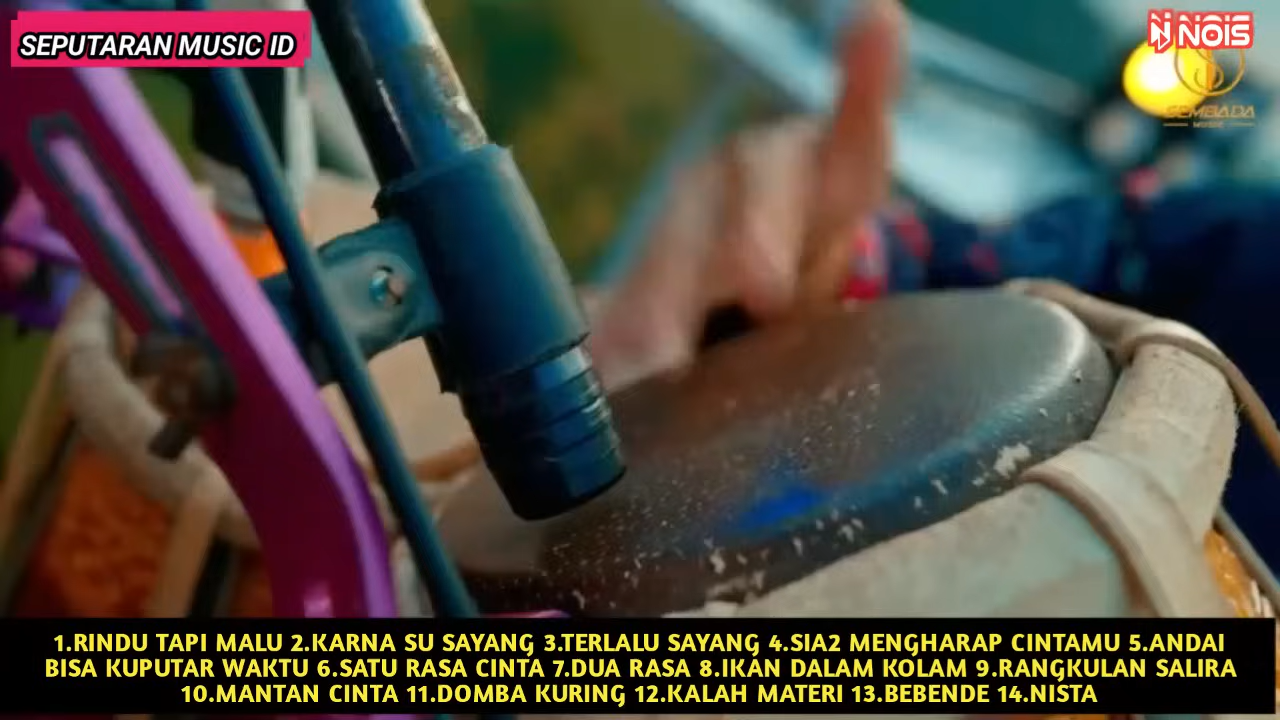 SEPUTARAN MUSIC ID
NOIS
SEMBADA
MUSIC
1.RINDU TAPI MALU 2.KARNA SU SAYANG 3.TERLALU SAYANG 4.SIA2 MENGHARAP CINTAMU 5.ANDAI
BISA KUPUTAR WAKTU 6.SATU RASA CINTA 7.DUA RASA 8.IKAN DALAM KOLAM 9.RANGKULAN SALIRA
10.MANTAN CINTA 11.DOMBA KURING 12.KALAH MATERI 13.BEBENDE 14.NISTA